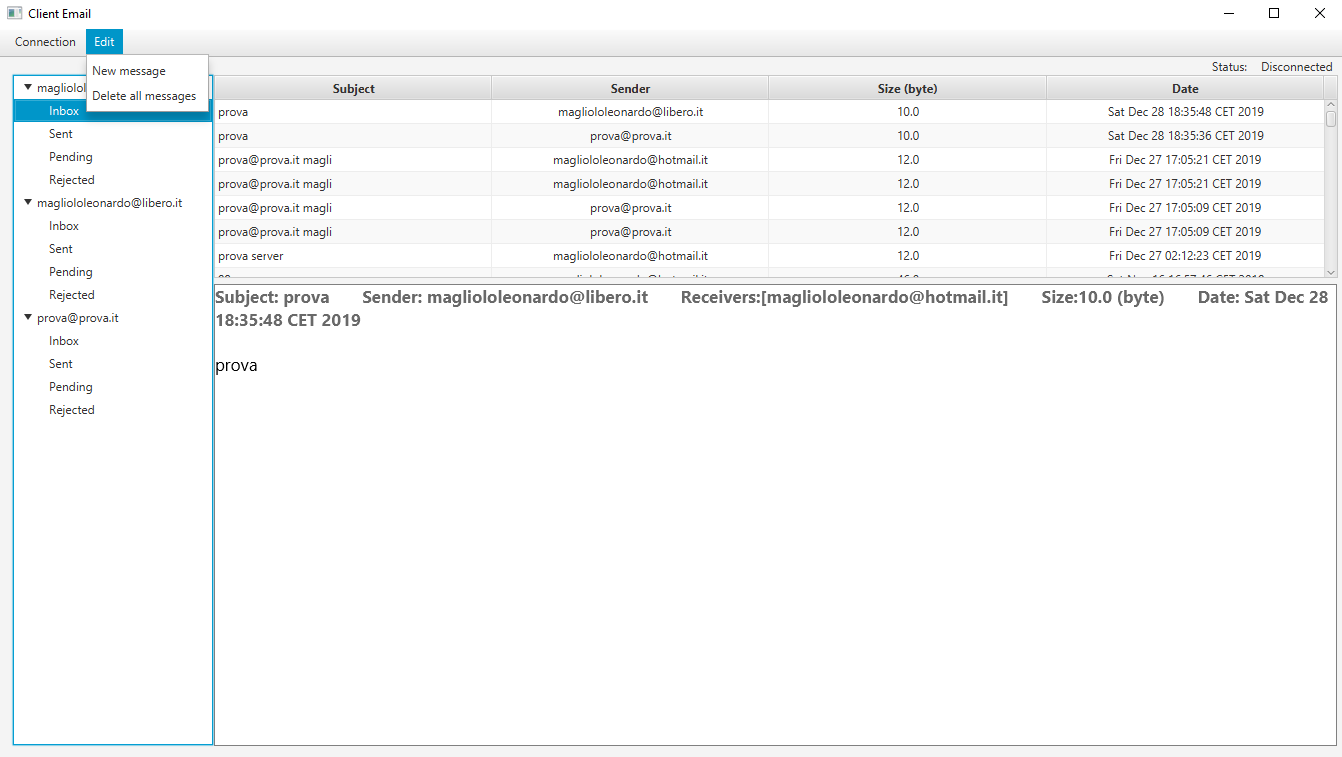 Client Email
Connection Edit
New message
Delete all messages
Status: Disconnected
magliolol
Inbox
Sent
Pending
Rejected
magliololeonardo@libero.it
Inbox
Sent
Pending
Rejected
prova@prova.it
Inbox
Sent
Pending
Rejected
Subject Sender Size (byte) Date
prova magliololeonardo@libero.it 10.0 Sat Dec 28 18:35:48 CET 2019
prova prova@prova.it 10.0 Sat Dec 28 18:35:36 CET 2019
prova@prova.it magli magliololeonardo@hotmail.it 12.0 Fri Dec 27 17:05:21 CET 2019
prova@prova.it magli magliololeonardo@hotmail.it 12.0 Fri Dec 27 17:05:21 CET 2019
prova@prova.it magli prova@prova.it 12.0 Fri Dec 27 17:05:09 CET 2019
prova@prova.it magli prova@prova.it 12.0 Fri Dec 27 17:05:09 CET 2019
prova server magliololeonardo@hotmail.it 12.0 Fri Dec 27 02:12:23 CET 2019
Subject: prova Sender: magliololeonardo@libero.it Receivers:[magliololeonardo@hotmail.it] Size:10.0 (byte) Date: Sat Dec 28
18:35:48 CET 2019
prova